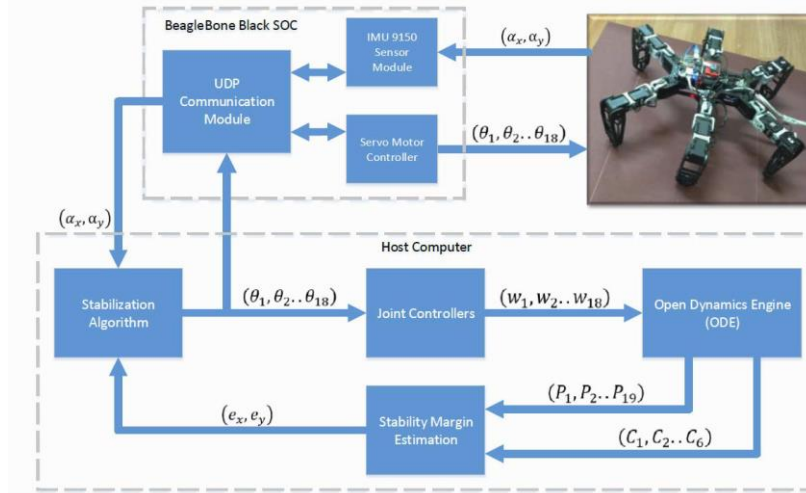 BeagleBone Black SOC
IMU 9150
Sensor
Module
(αx, αy)
UDP
Communication
Module
Servo Motor
Controller
(θ1, θ2.. θ18)
(αx, αy)
Host Computer
Stabilization
Algorithm
(θ1, θ2.. θ18)
Joint Controllers
(w1, w2.. w18)
Open Dynamics Engine
(ODE)
(ex, ey)
Stability Margin
Estimation
(P1, P2.. P19)
(C1, C2.. C6)